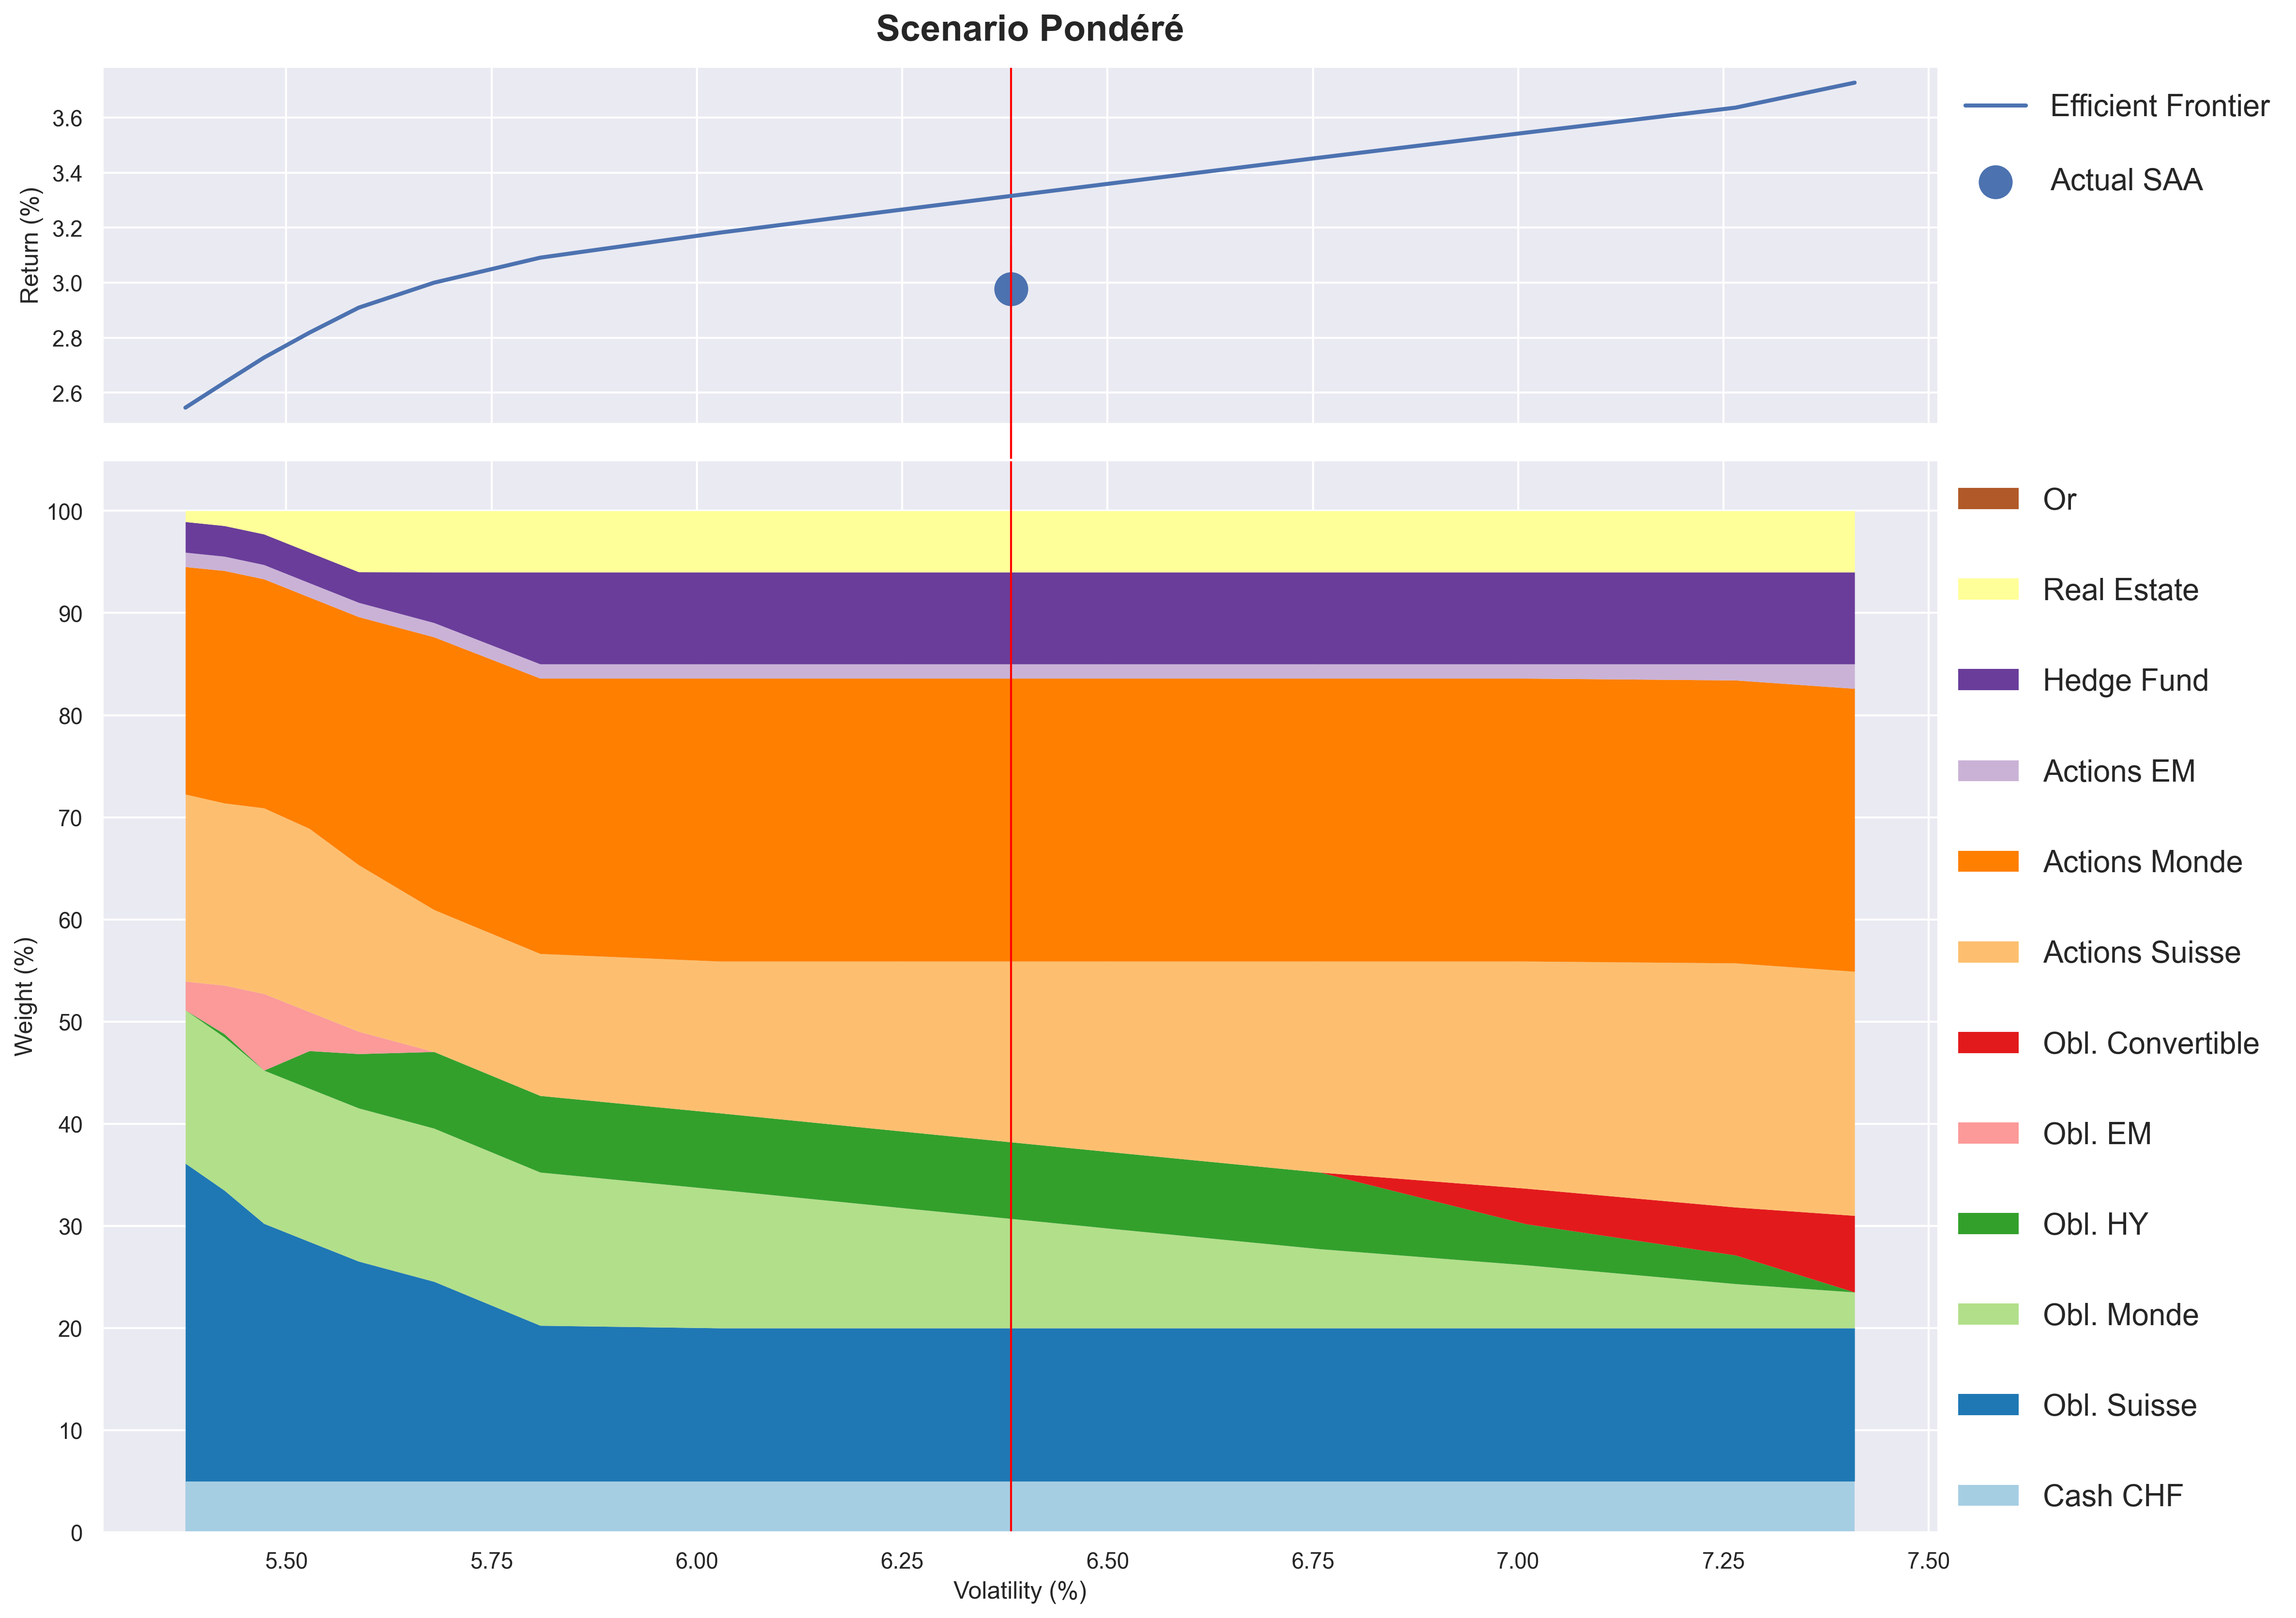 Scenario Pondéré
Return (%)
3.6
3.4
3.2
3.0
2.8
2.6
Efficient Frontier
Actual SAA
Weight (%)
100
90
80
70
60
50
40
30
20
10
0
5.50 5.75 6.00 6.25 6.50 6.75 7.00 7.25 7.50
Volatility (%)
Or
Real Estate
Hedge Fund
Actions EM
Actions Monde
Actions Suisse
Obl. Convertible
Obl. EM
Obl. HY
Obl. Monde
Obl. Suisse
Cash CHF